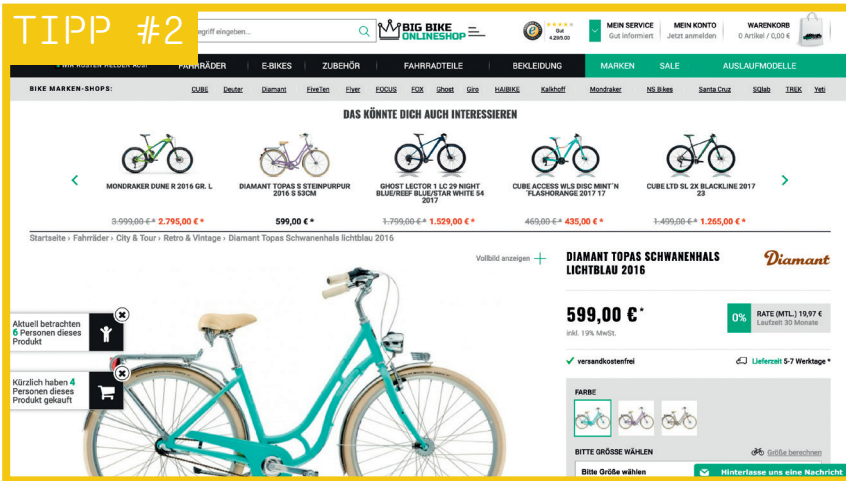 TIPP #2
griff eingeben...
BIG BIKE
ONLINESHOP
Gut
4.29/5.00
MEIN SERVICE
Gut informiert
MEIN KONTO
Jetzt anmelden
WARENKORB
0 Artikel / 0,00 €
FAHRRÄDER
E-BIKES
ZUBEHÖR
FAHRRADTEILE
BEKLEIDUNG
MARKEN
SALE
AUSLAUFMODELLE
BIKE MARKEN-SHOPS:
CUBE Deuter Diamant FiveTen Flyer FOCUS FOX Ghost Giro HAIBIKE Kalkhoff Mondraker NS Bikes Santa Cruz SQlab TREK Yeti
DAS KÖNNTE DICH AUCH INTERESSIEREN
MONDRAKER DUNE R 2016 GR. L
3.999,00 € * 2.795,00 € *
DIAMANT TOPAS S STEINPURPUR
2016 S 53CM
599,00 € *
GHOST LECTOR 1 LC 29 NIGHT
BLUE/REEF BLUE/STAR WHITE 54
2017
1.799,00 € * 1.529,00 € *
CUBE ACCESS WLS DISC MINT´N
´FLASHORANGE 2017 17
469,00 € * 435,00 € *
CUBE LTD SL 2X BLACKLINE 2017
23
1.499,00 € * 1.265,00 € *
Startseite › Fahrräder › City & Tour › Retro & Vintage › Diamant Topas Schwanenhals lichtblau 2016
Vollbild anzeigen
Aktuell betrachten
6 Personen dieses
Produkt
Kürzlich haben 4
Personen dieses
Produkt gekauft
DIAMANT TOPAS SCHWANENHALS
LICHTBLAU 2016
Diamant
599,00 €*
inkl. 19% MwSt.
0%
RATE (MTL.) 19,97 €
Laufzeit 30 Monate
versandkostenfrei
Lieferzeit 5-7 Werktage *
FARBE
BITTE GRÖSSE WÄHLEN
Größe berechnen
Bitte Größe wählen
Hinterlasse uns eine Nachricht